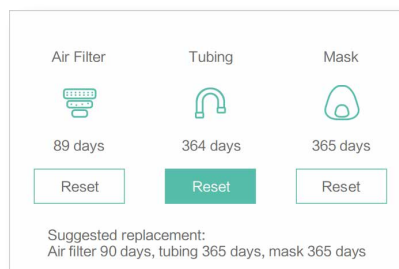 Air Filter Tubing Mask
89 days 364 days 365 days
Reset Reset Reset
Suggested replacement:
Air filter 90 days, tubing 365 days, mask 365 days